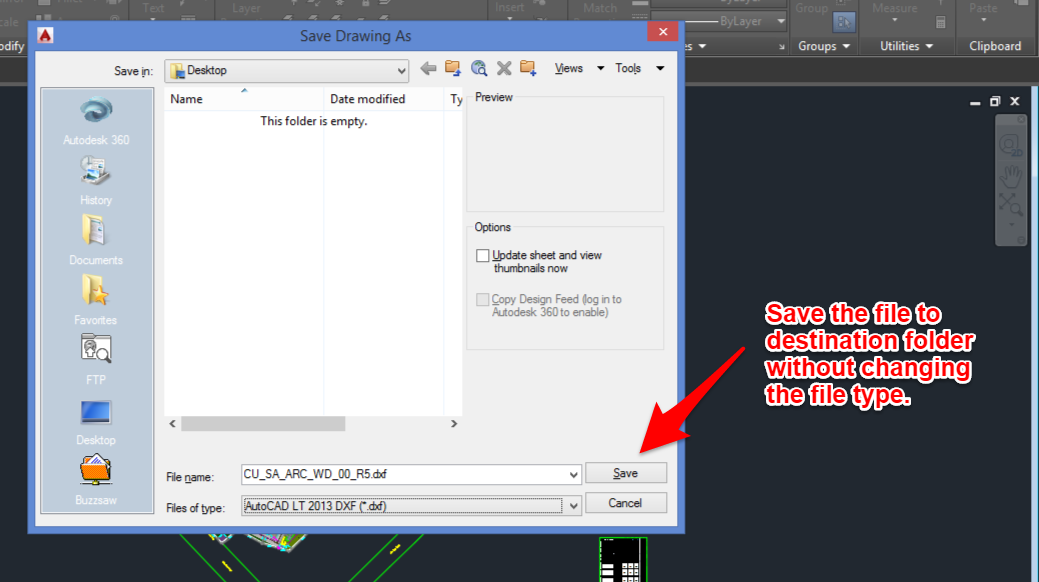 Text
Layer
Insert
Match
ByLayer
Group
Measure
Paste
ByLayer
Groups
Utilities
Clipboard
Save Drawing As
Save in:
Desktop
Views
Tools
Name
Date modified
Ty
Preview
This folder is empty.
Autodesk 360
History
Documents
Favorites
FTP
Desktop
Buzzsaw
Options
Update sheet and view
thumbnails now
Copy Design Feed (log in to
Autodesk 360 to enable)
Save the file to
destination folder
without changing
the file type.
File name:
CU_SA_ARC_WD_00_R5.dxf
Save
Files of type:
AutoCAD LT 2013 DXF (*.dxf)
Cancel